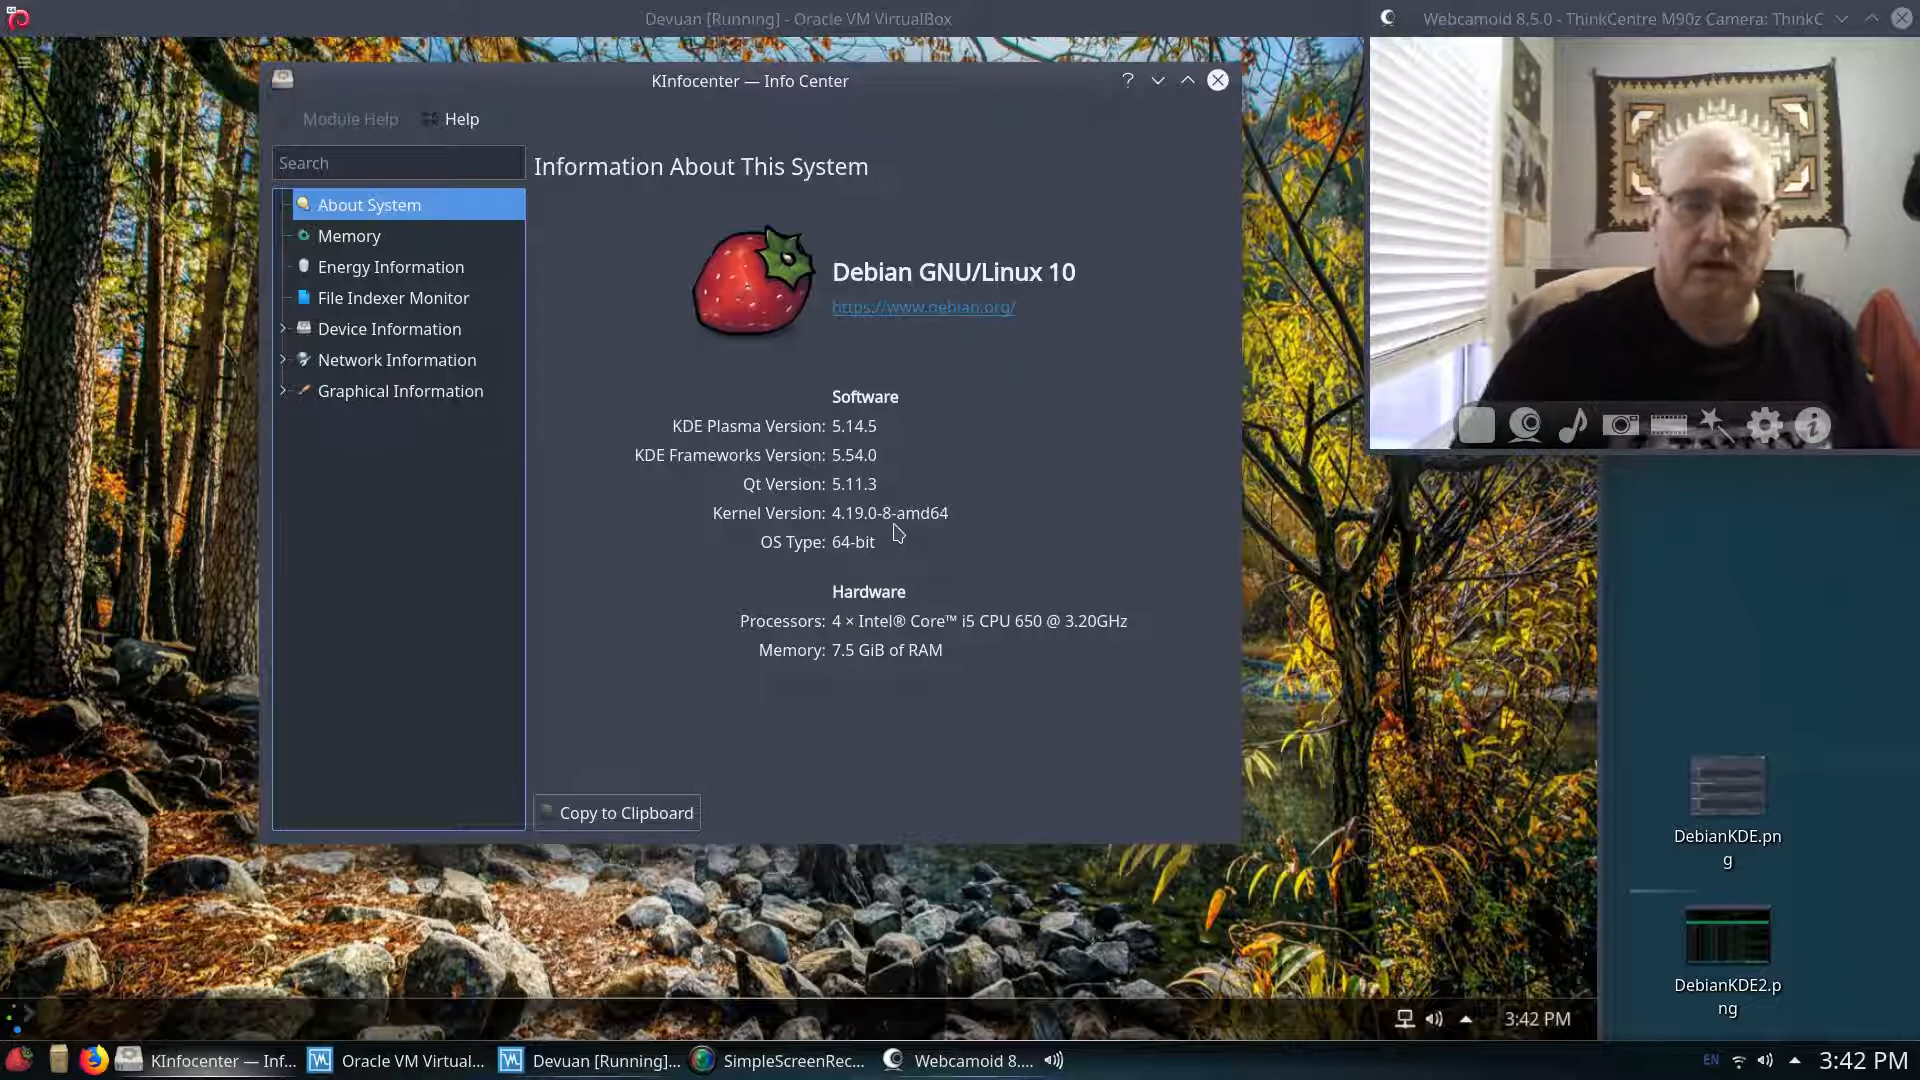 Devuan [Running] - Oracle VM VirtualBox
Webcamoid 8.5.0 - ThinkCentre M90z Camera: ThinkC
KInfocenter — Info Center
Module Help
Help
Search
Information About This System
About System
Memory
Energy Information
File Indexer Monitor
Device Information
Network Information
Graphical Information
Debian GNU/Linux 10
https://www.debian.org/
Software
KDE Plasma Version: 5.14.5
KDE Frameworks Version: 5.54.0
Qt Version: 5.11.3
Kernel Version: 4.19.0-8-amd64
OS Type: 64-bit
Hardware
Processors: 4 × Intel® Core™ i5 CPU 650 @ 3.20GHz
Memory: 7.5 GiB of RAM
Copy to Clipboard
DebianKDE.pn
g
DebianKDE2.p
ng
3:42 PM
KInfocenter — Inf...
Oracle VM Virtual...
Devuan [Running]...
SimpleScreenRec...
Webcamoid 8....
EN
3:42 PM